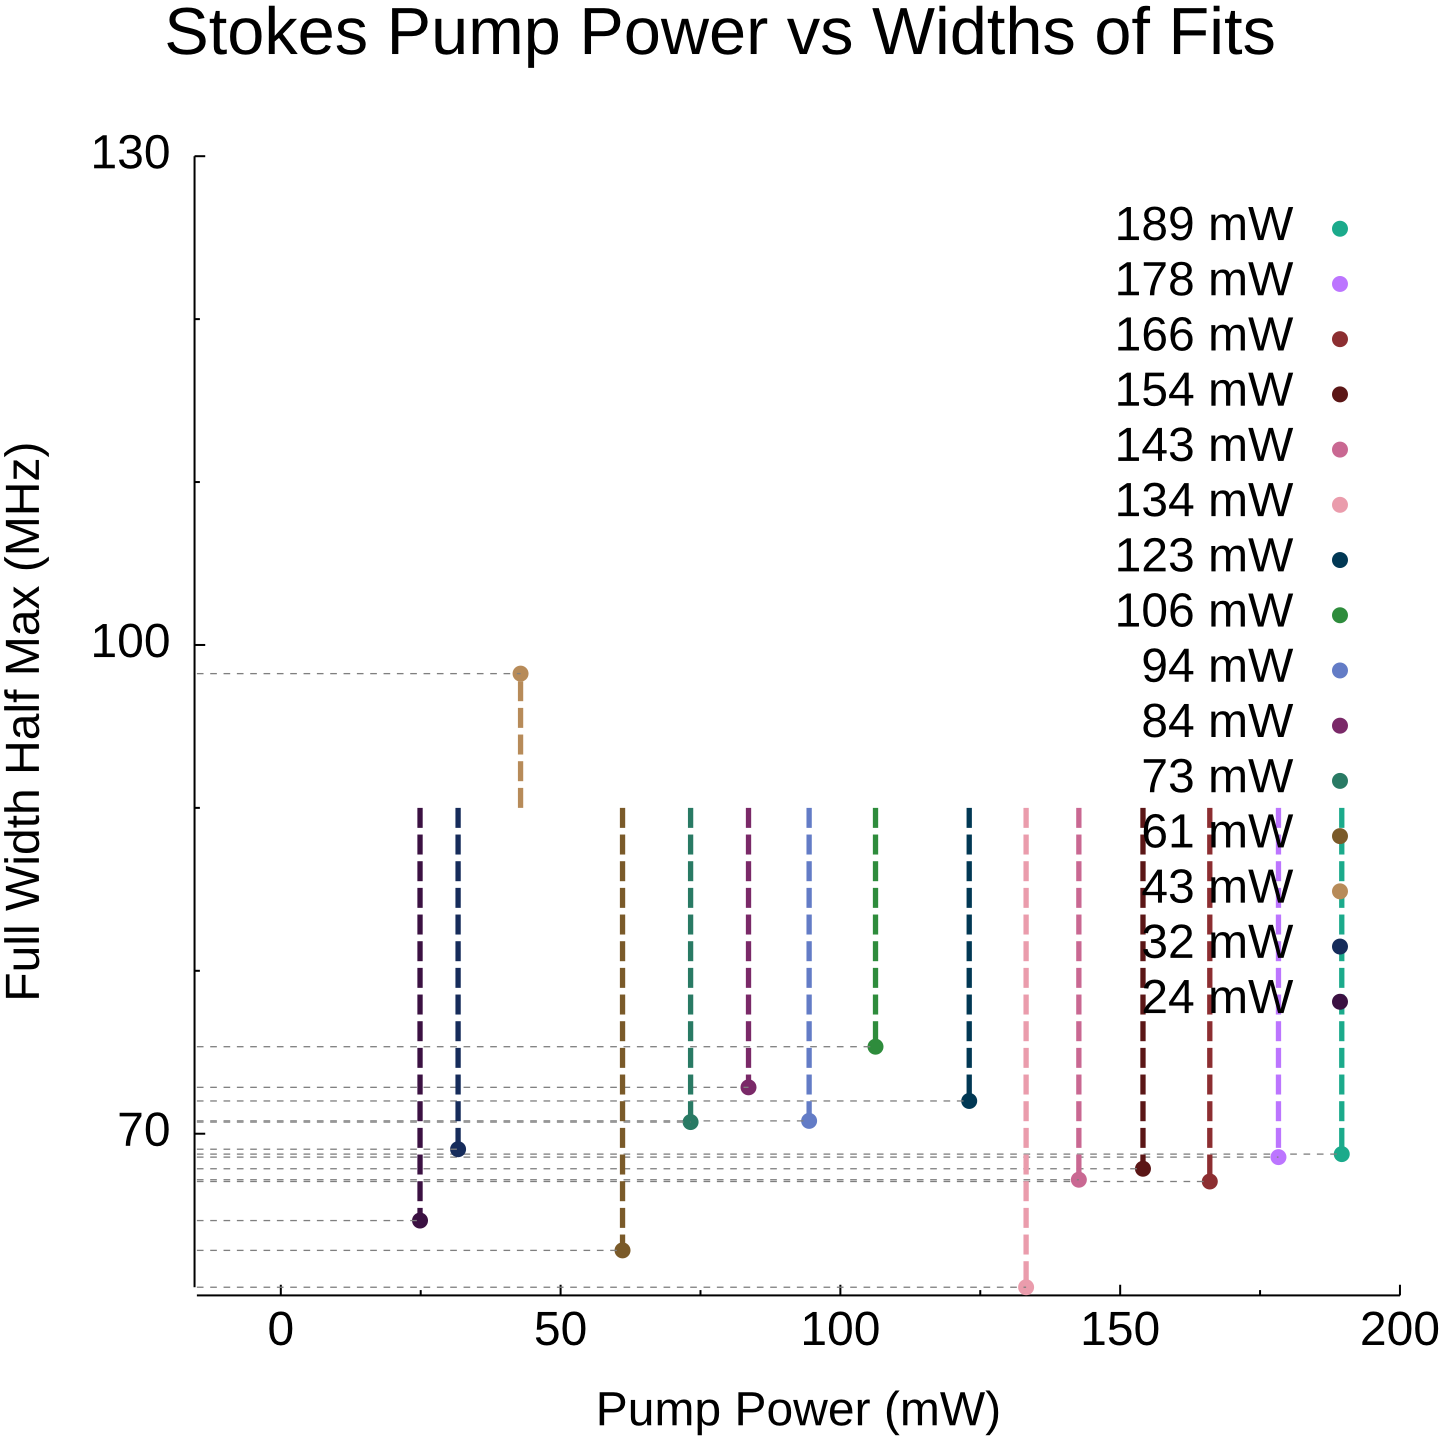 Stokes Pump Power vs Widths of Fits
130
100
70
Full Width Half Max (MHz)
189 mW
178 mW
166 mW
154 mW
143 mW
134 mW
123 mW
106 mW
94 mW
84 mW
73 mW
61 mW
43 mW
32 mW
24 mW
0 50 100 150 200
Pump Power (mW)